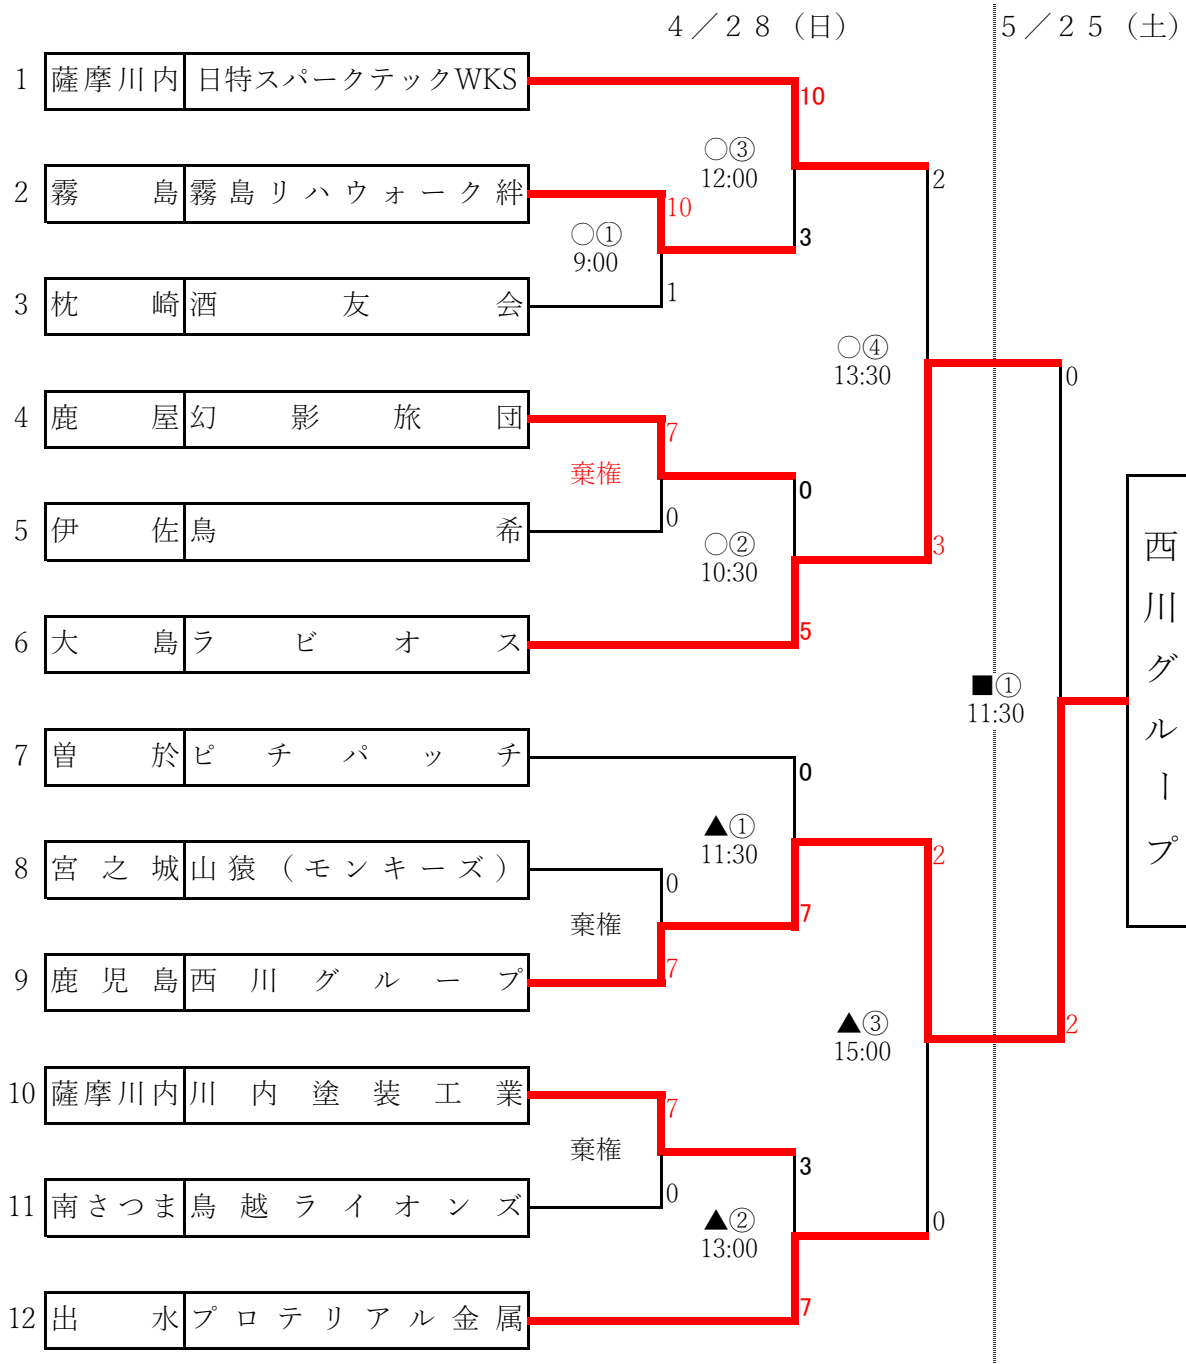 4／28（日）
5／25（土）
1 薩摩川内 日特スパークテックWKS
10
○③
12:00
2
2 霧島 霧島リハウォーク絆
10
○①
9:00
3
3 枕崎 酒友会
1
○④
13:30
0
4 鹿屋 幻影旅団
7
棄権
0
5 伊佐 鳥希
0
○②
10:30
3
6 大島 ラビオス
5
■①
11:30
西川グループ
7 曽於 ピチパッチ
0
▲①
11:30
2
8 宮之城 山猿（モンキーズ）
0
棄権
7
9 鹿児島 西川グループ
7
▲③
15:00
2
10 薩摩川内 川内塗装工業
7
棄権
3
11 南さつま 鳥越ライオンズ
0
▲②
13:00
0
12 出水 プロテリアル金属
7